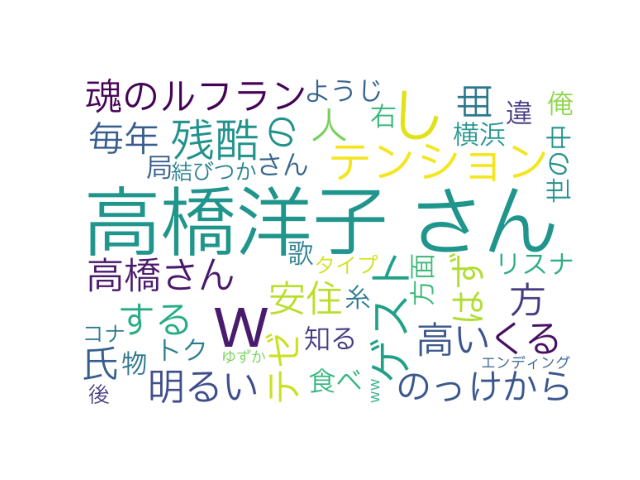 魂のルフラン
ようじ
し
曲
違
俺
毎年
残酷
の
人
右
横浜
世の中
局
結びつか
さん
テンション
高橋洋子 さん
歌
高橋さん
タイプ
ゲスト
方面
はず
リスナ
安住
糸
方
する
w
テゼ
知る
高い
くる
コナ
氏
物
トク
ゆずか
食べ
ww
エンディング
後
明るい
のっけから